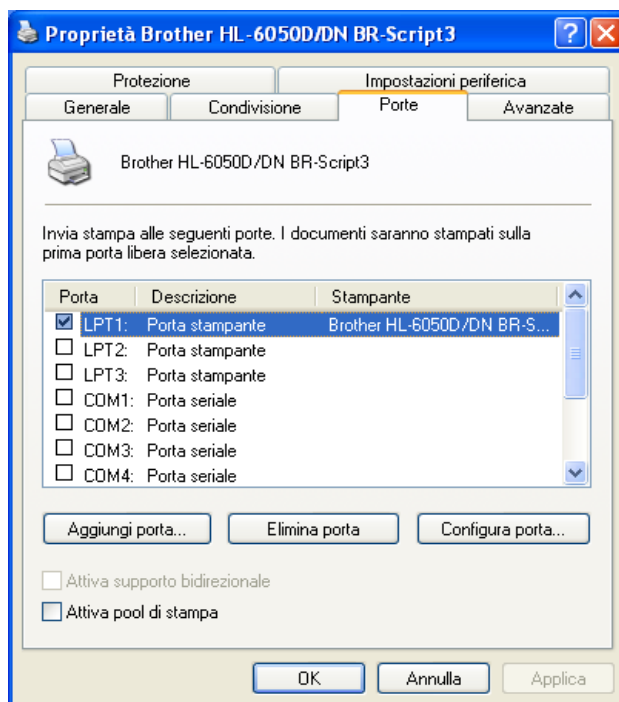 Proprietà Brother HL-6050D/DN BR-Script3
Protezione Impostazioni periferica
Generale Condivisione Porte Avanzate
Brother HL-6050D/DN BR-Script3
Invia stampa alle seguenti porte. I documenti saranno stampati sulla
prima porta libera selezionata.
Porta Descrizione Stampante
LPT1: Porta stampante Brother HL-6050D/DN BR-S...
LPT2: Porta stampante
LPT3: Porta stampante
COM1: Porta seriale
COM2: Porta seriale
COM3: Porta seriale
COM4: Porta seriale
Aggiungi porta... Elimina porta Configura porta...
Attiva supporto bidirezionale
Attiva pool di stampa
OK Annulla Applica